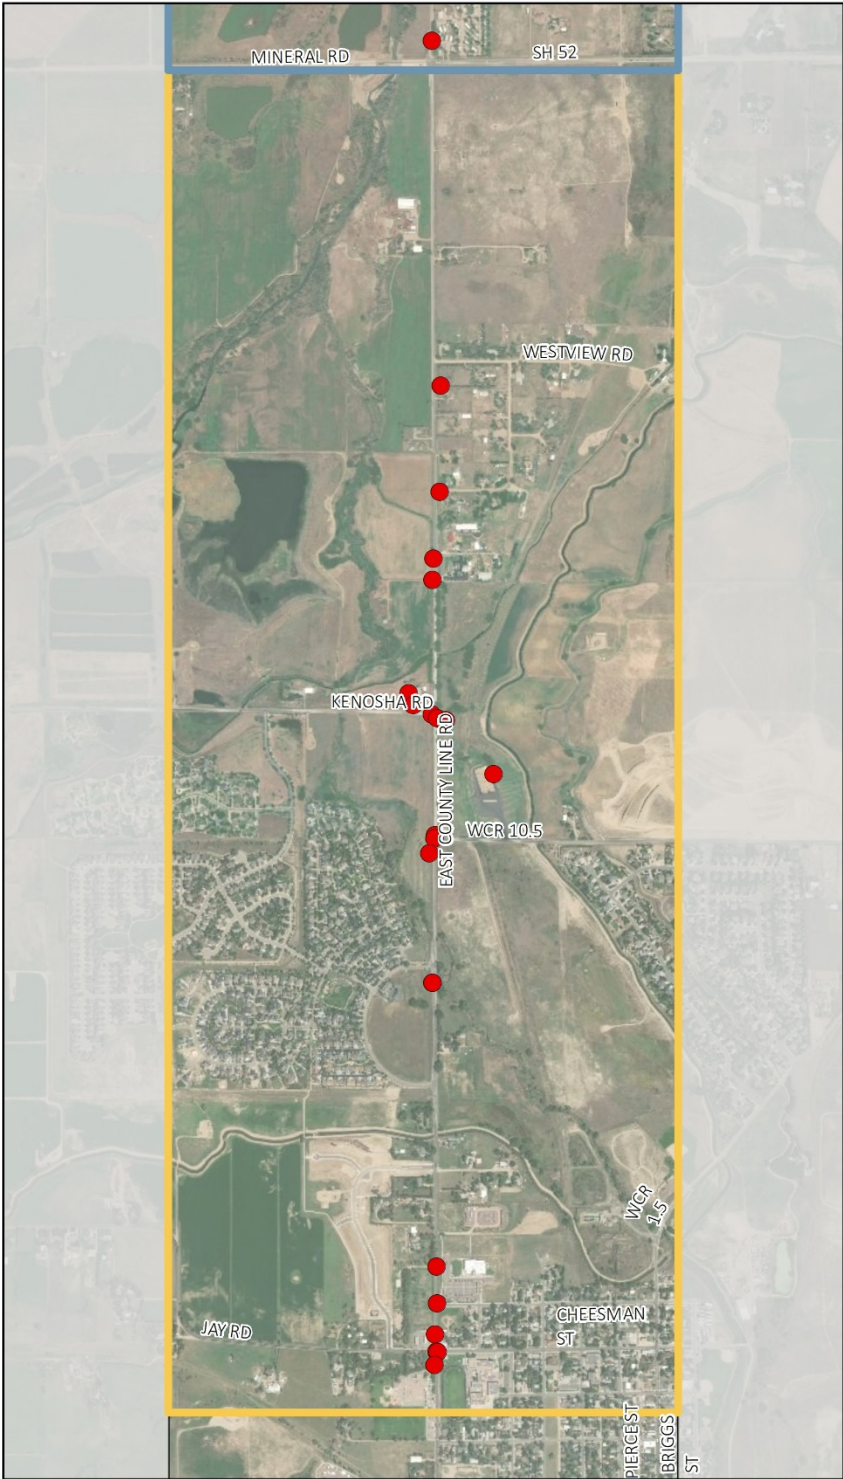 MINERAL RD
SH 52
WESTVIEW RD
KENOSHA RD
EAST COUNTY LINE RD
WCR 10.5
WCR
1.5
CHEESMAN
ST
JAY RD
PIERCE ST
BRIGGS
ST